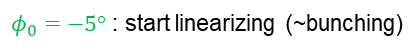 ϕ₀ = −5° : start linearizing (~bunching)